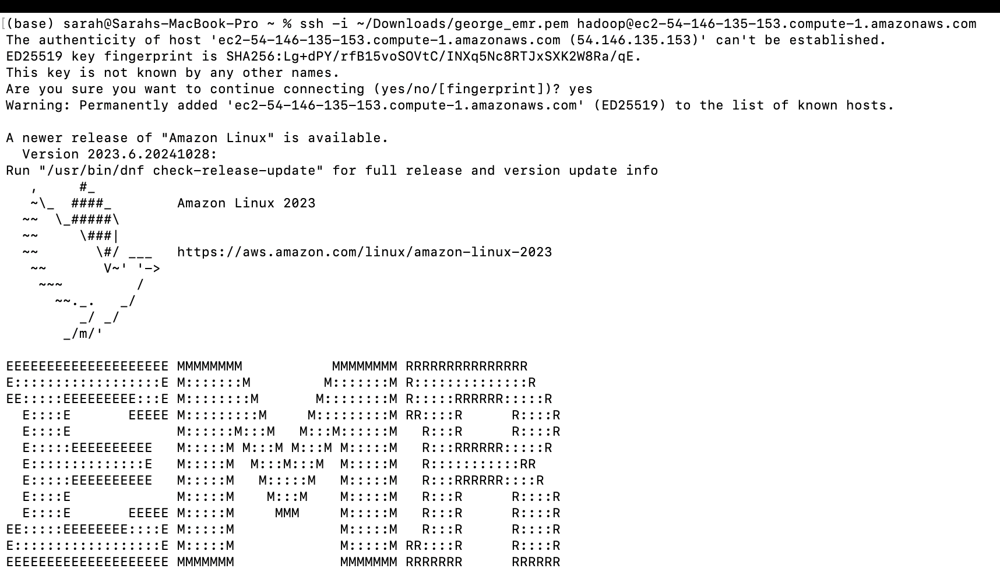 [(base) sarah@Sarahs-MacBook-Pro ~ % ssh -i ~/Downloads/george_emr.pem hadoop@ec2-54-146-135-153.compute-1.amazonaws.com
The authenticity of host 'ec2-54-146-135-153.compute-1.amazonaws.com (54.146.135.153)' can't be established.
ED25519 key fingerprint is SHA256:Lg+dPY/rfB15voSOVtC/INXq5Nc8RTJxSXK2W8Ra/qE.
This key is not known by any other names.
Are you sure you want to continue connecting (yes/no/[fingerprint])? yes
Warning: Permanently added 'ec2-54-146-135-153.compute-1.amazonaws.com' (ED25519) to the list of known hosts.

A newer release of "Amazon Linux" is available.
  Version 2023.6.20241028:
Run "/usr/bin/dnf check-release-update" for full release and version update info
   ,     #_
   ~\_  ####_        Amazon Linux 2023
  ~~  \_#####\
  ~~     \###|
  ~~       \#/ ___   https://aws.amazon.com/linux/amazon-linux-2023
   ~~       V~' '->
    ~~~         /
      ~~._.   _/
         _/ _/
       _/m/'

EEEEEEEEEEEEEEEEEEEE MMMMMMMM           MMMMMMMM RRRRRRRRRRRRRRR
E::::::::::::::::::E M:::::::M         M:::::::M R::::::::::::::R
EE:::::EEEEEEEEE:::E M::::::::M       M::::::::M R:::::RRRRRR:::::R
  E::::E       EEEEE M:::::::::M     M:::::::::M RR::::R      R::::R
  E::::E             M::::::M:::M   M:::M::::::M   R:::R      R::::R
  E:::::EEEEEEEEEE   M:::::M M:::M M:::M M:::::M   R:::RRRRRR:::::R
  E::::::::::::::E   M:::::M  M:::M:::M  M:::::M   R:::::::::::RR
  E:::::EEEEEEEEEE   M:::::M   M:::::M   M:::::M   R:::RRRRRR::::R
  E::::E             M:::::M    M:::M    M:::::M   R:::R      R::::R
  E::::E       EEEEE M:::::M     MMM     M:::::M   R:::R      R::::R
EE:::::EEEEEEEE::::E M:::::M             M:::::M   R:::R      R::::R
E::::::::::::::::::E M:::::M             M:::::M RR::::R      R::::R
EEEEEEEEEEEEEEEEEEEE MMMMMMM             MMMMMMM RRRRRRR      RRRRRR